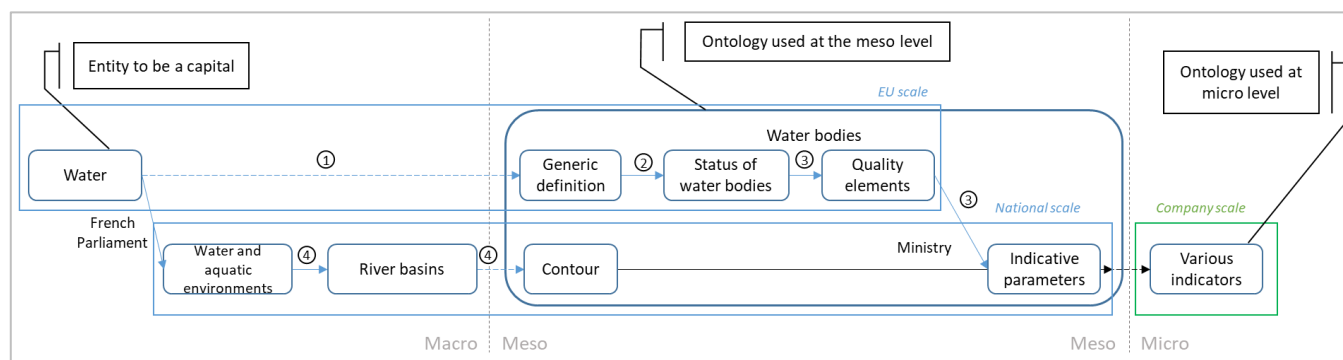 Entity to be a capital
Ontology used at the meso level
Ontology used at
micro level
EU scale
Water bodies
Water
①
Generic
definition
②
Status of
water bodies
③
Quality
elements
French
Parliament
③
National scale
Company scale
Water and
aquatic
environments
④
River basins
④
Contour
Ministry
Indicative
parameters
Various
indicators
Macro
Meso
Meso
Micro